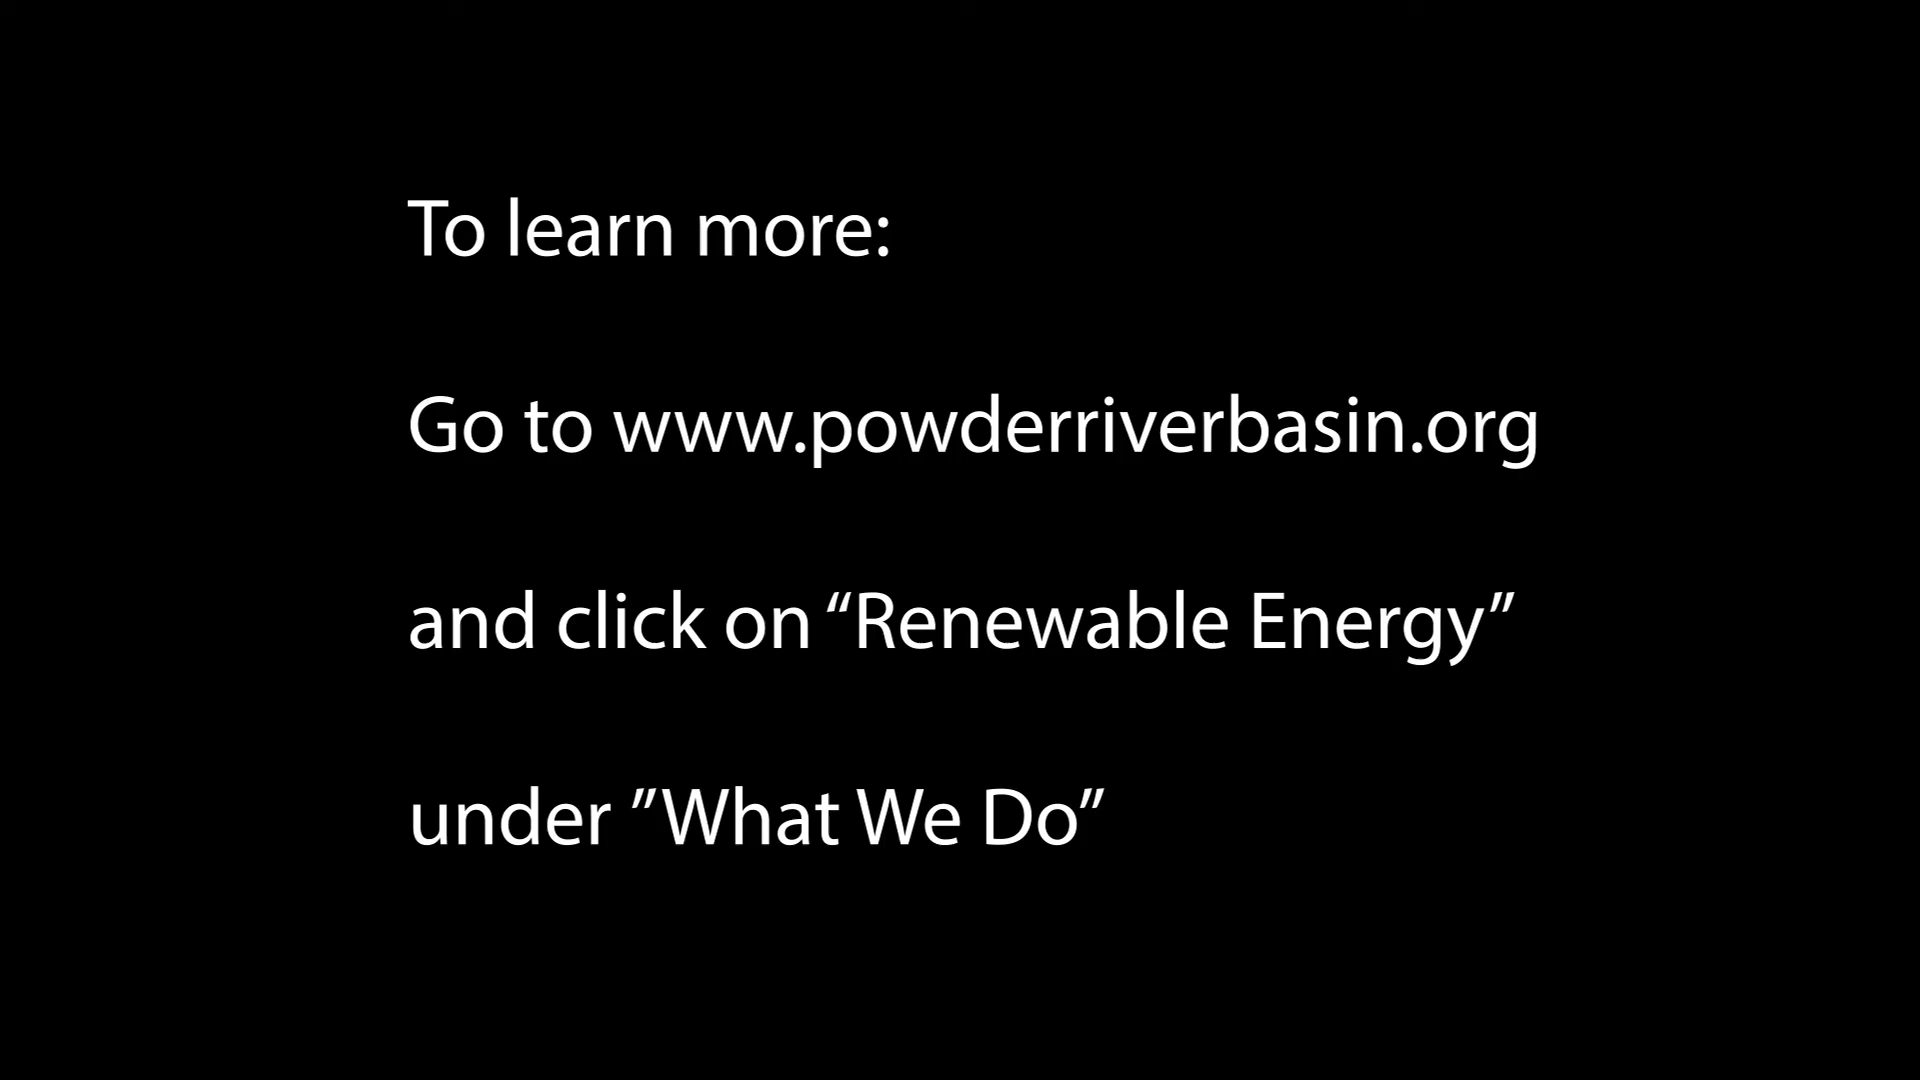 To learn more:
Go to www.powderriverbasin.org
and click on “Renewable Energy”
under ”What We Do”